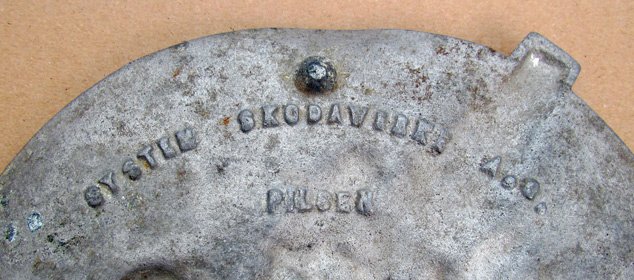 SYSTEM SKODAWERKE A.G.
PILSEN